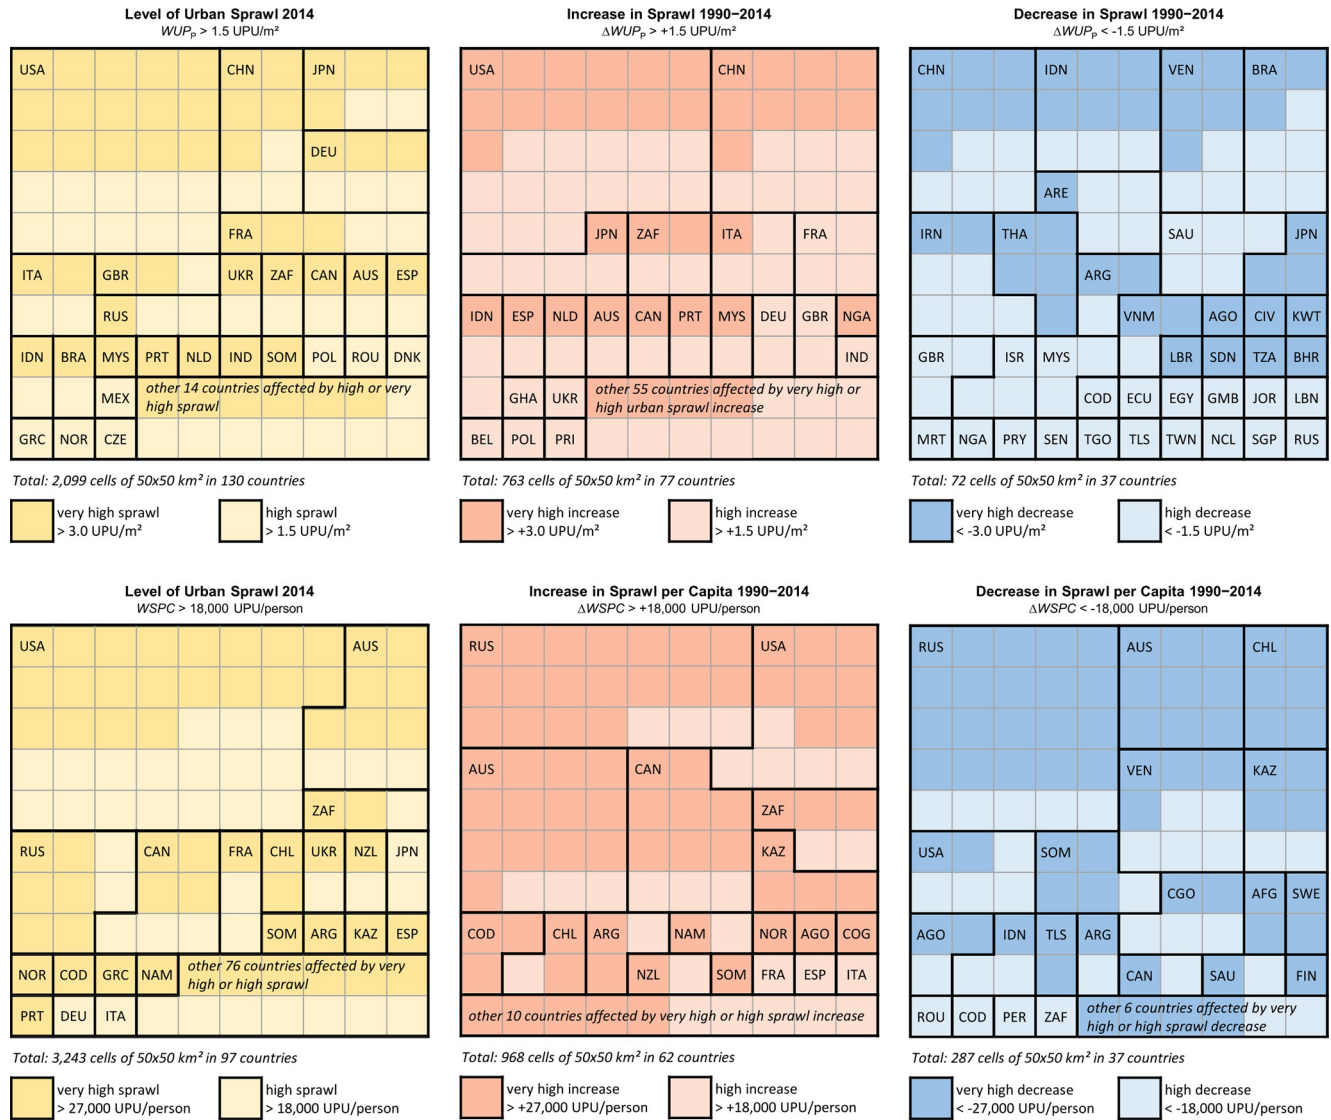 Level of Urban Sprawl 2014
WUPₚ > 1.5 UPU/m²
USA CHN JPN
DEU
FRA
ITA GBR UKR ZAF CAN AUS ESP
RUS
IDN BRA MYS PRT NLD IND SOM POL ROU DNK
MEX other 14 countries affected by high or very
high sprawl
GRC NOR CZE
Total: 2,099 cells of 50x50 km² in 130 countries
very high sprawl
> 3.0 UPU/m²
high sprawl
> 1.5 UPU/m²
Increase in Sprawl 1990−2014
ΔWUPₚ > +1.5 UPU/m²
USA CHN
JPN ZAF ITA FRA
IDN ESP NLD AUS CAN PRT MYS DEU GBR NGA
IND
GHA UKR other 55 countries affected by very high or
high urban sprawl increase
BEL POL PRI
Total: 763 cells of 50x50 km² in 77 countries
very high increase
> +3.0 UPU/m²
high increase
> +1.5 UPU/m²
Decrease in Sprawl 1990−2014
ΔWUPₚ < -1.5 UPU/m²
CHN IDN VEN BRA
ARE
IRN THA SAU JPN
ARG
VNM AGO CIV KWT
GBR ISR MYS LBR SDN TZA BHR
COD ECU EGY GMB JOR LBN
MRT NGA PRY SEN TGO TLS TWN NCL SGP RUS
Total: 72 cells of 50x50 km² in 37 countries
very high decrease
< -3.0 UPU/m²
high decrease
< -1.5 UPU/m²
Level of Urban Sprawl 2014
WSPC > 18,000 UPU/person
USA AUS
ZAF
RUS CAN FRA CHL UKR NZL JPN
SOM ARG KAZ ESP
NOR COD GRC NAM other 76 countries affected by very
high or high sprawl
PRT DEU ITA
Total: 3,243 cells of 50x50 km² in 97 countries
very high sprawl
> 27,000 UPU/person
high sprawl
> 18,000 UPU/person
Increase in Sprawl per Capita 1990−2014
ΔWSPC > +18,000 UPU/person
RUS USA
AUS CAN
ZAF
KAZ
COD CHL ARG NAM NOR AGO COG
NZL SOM FRA ESP ITA
other 10 countries affected by very high or high sprawl increase
Total: 968 cells of 50x50 km² in 62 countries
very high increase
> +27,000 UPU/person
high increase
> +18,000 UPU/person
Decrease in Sprawl per Capita 1990−2014
ΔWSPC < -18,000 UPU/person
RUS AUS CHL
VEN KAZ
USA SOM
CGO AFG SWE
AGO IDN TLS ARG
CAN SAU FIN
ROU COD PER ZAF other 6 countries affected by very
high or high sprawl decrease
Total: 287 cells of 50x50 km² in 37 countries
very high decrease
< -27,000 UPU/person
high decrease
< -18,000 UPU/person